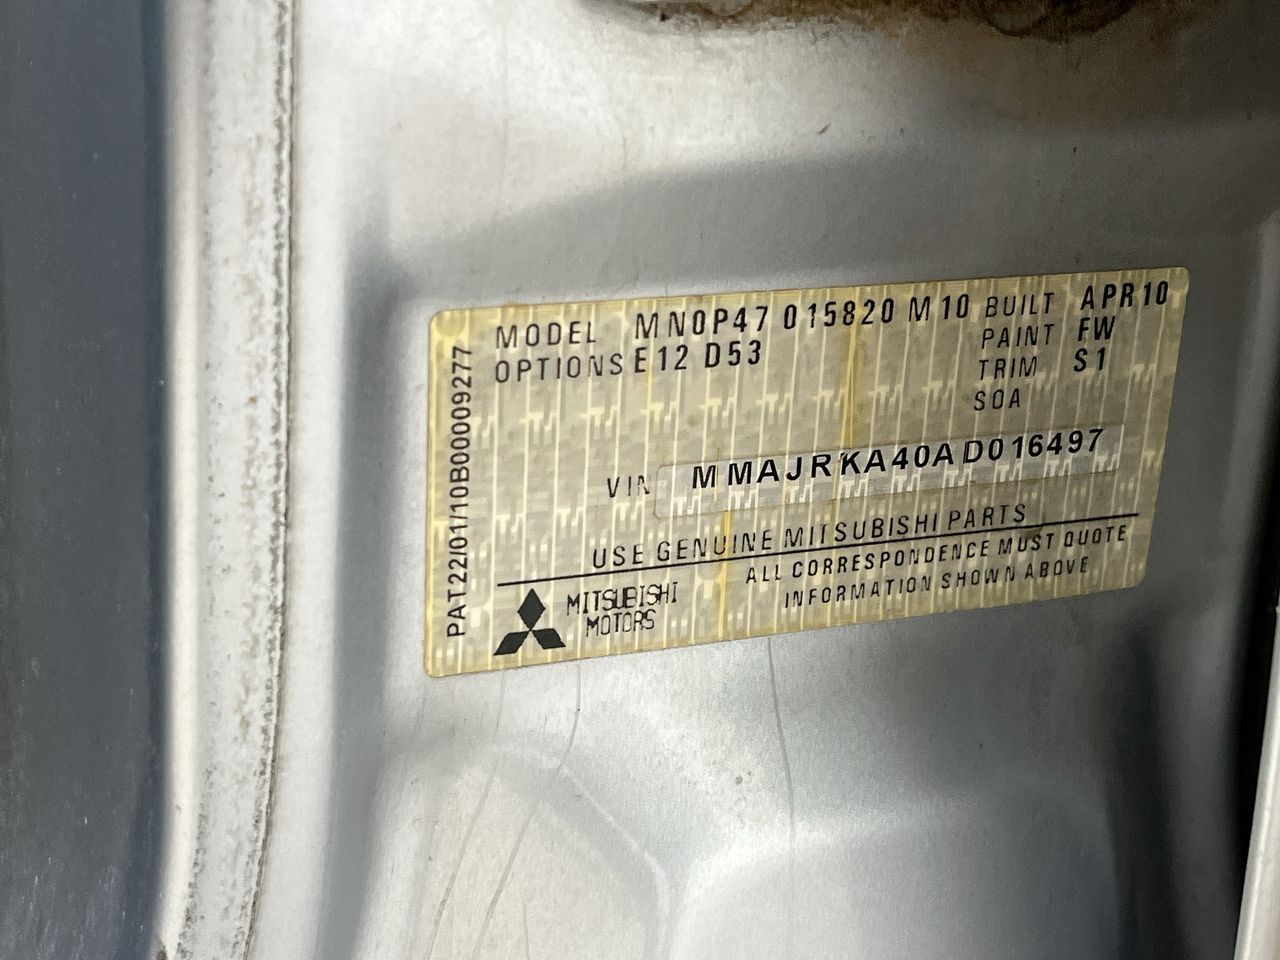 MODEL MN0P47 015820 M10 BUILT APR10
OPTIONS E12 D53 PAINT FW
TRIM S1
SOA
VIN MMAJRKA40AD016497
USE GENUINE MITSUBISHI PARTS
ALL CORRESPONDENCE MUST QUOTE
INFORMATION SHOWN ABOVE
MITSUBISHI
MOTORS
PAT22/01/10B00009277